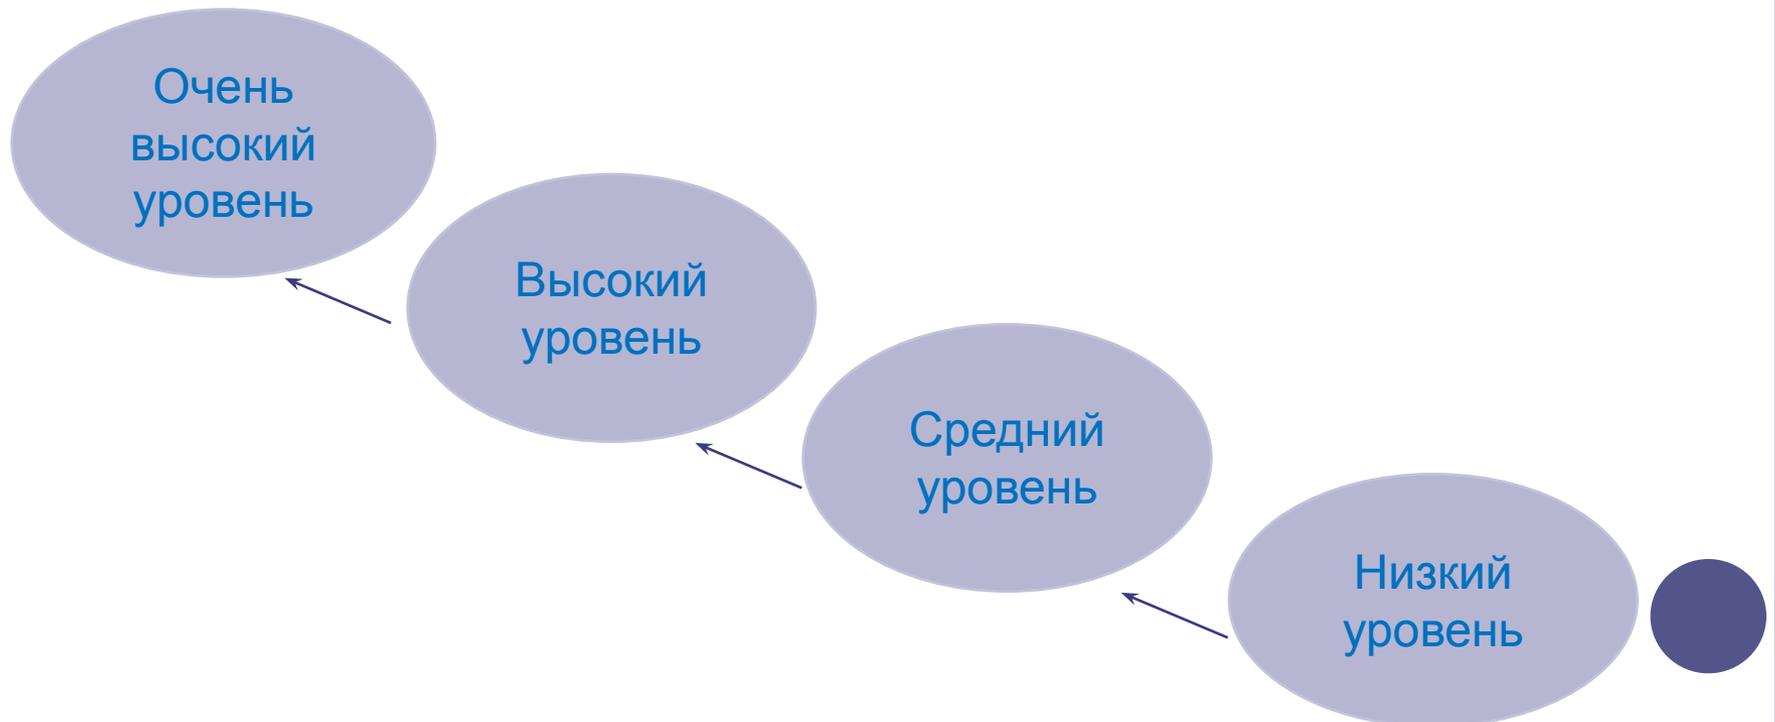 Очень
высокий
уровень
Высокий
уровень
Средний
уровень
Низкий
уровень